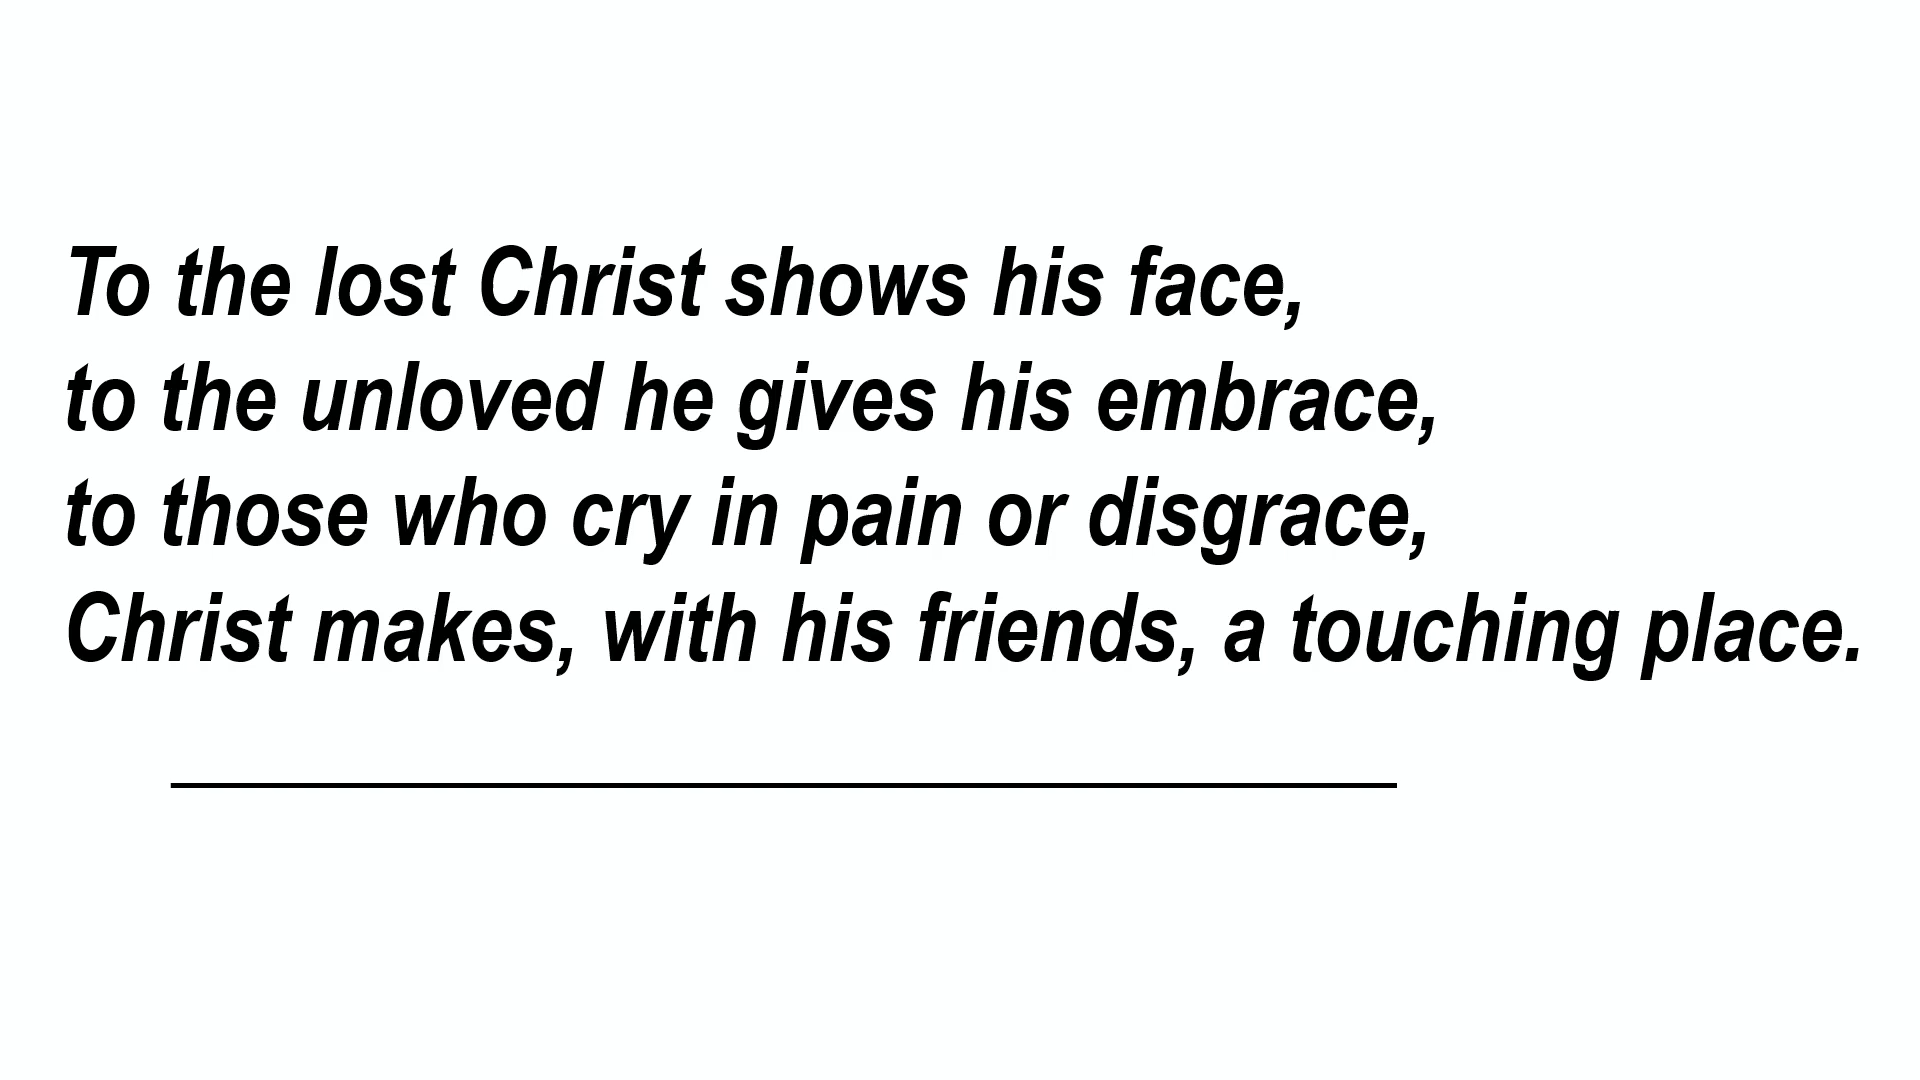 To the lost Christ shows his face,
to the unloved he gives his embrace,
to those who cry in pain or disgrace,
Christ makes, with his friends, a touching place.